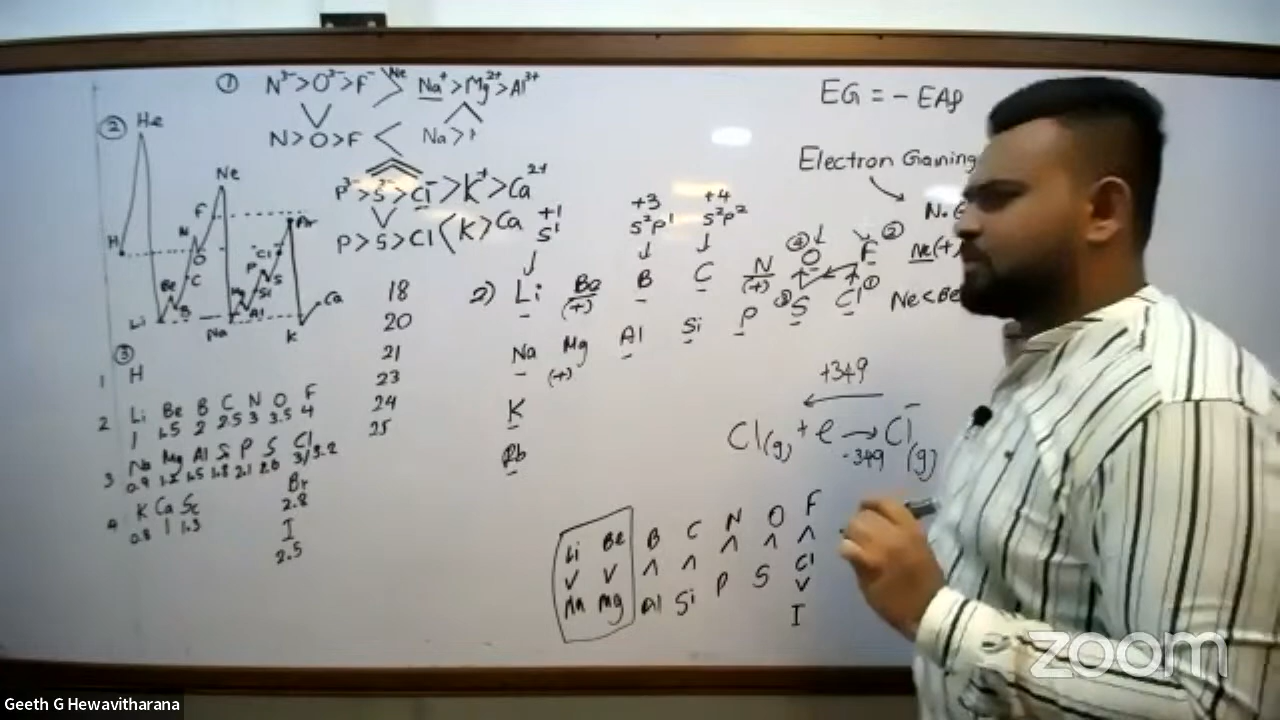 ① N³⁻>O²⁻>F⁻ > Ne Na⁺>Mg²⁺>Al³⁺
N>O>F < Na>
P³⁻>S²⁻>Cl⁻>K⁺>Ca²⁺
P>S>Cl < K>Ca
②
He
Ne
F
Ar
H
N
O
Cl
P
S
Be
C
B
Si
Mg
Al
Ca
Li
Na
K
③
1 H
2 Li Be B C N O F
1 1.5 2 2.5 3 3.5 4
3 Na Mg Al Si P S Cl
0.9 1.2 1.5 1.8 2.1 3/3.2
4 K Ca Sc Br
0.8 1 1.3 2.8
I
2.5
18
20
21
23
24
25
+1 +3 +4
s¹ s²p¹ s²p²
2) Li Be B C N O ④ F ②
(+) (+)
Na Mg Al Si P S ③ Cl ①
(+)
K
Rb
EG = - EAf
Electron Gaining
N.
Ne(+
Ne<Be
+349
Cl(g) + e → Cl⁻(g)
-349
Li Be B C N O F
∨ ∨ ∧ ∧ ∧ ∧ ∧
Na Mg Al Si P S Cl
∨
I
zoom
Geeth G Hewavitharana